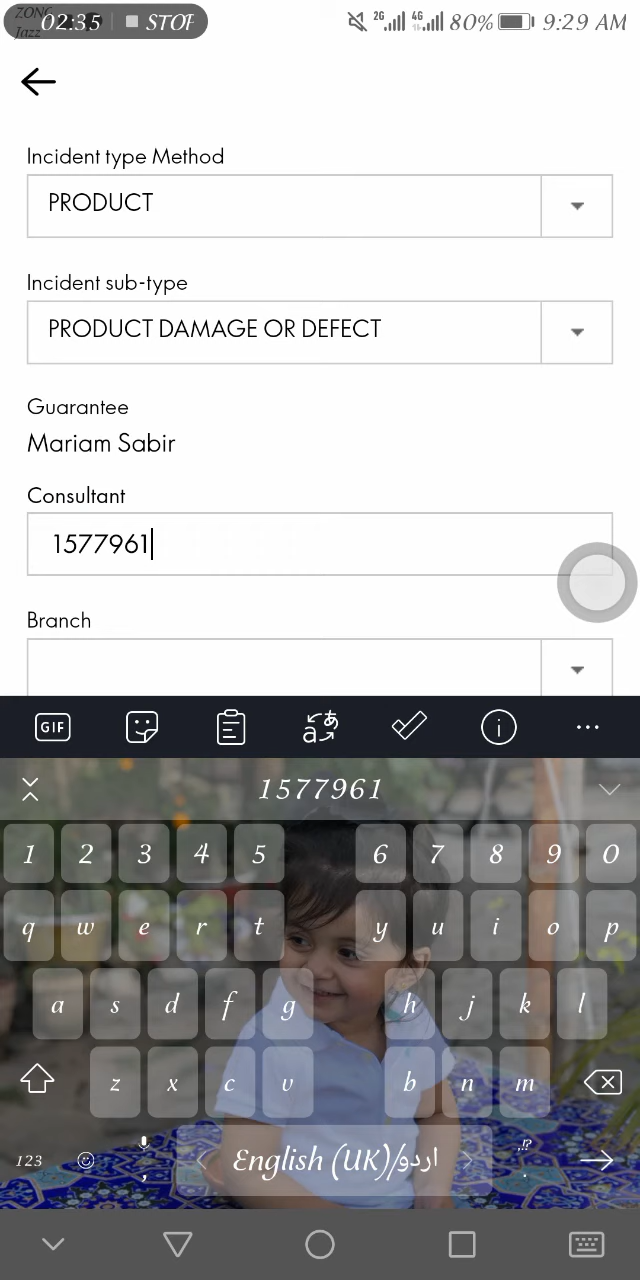 ZONG
Jazz
02:35 STOP
2G 4G 80% 9:29 AM
Incident type Method
PRODUCT
Incident sub-type
PRODUCT DAMAGE OR DEFECT
Guarantee
Mariam Sabir
Consultant
1577961
Branch
GIF
1577961
1 2 3 4 5 6 7 8 9 0
q w e r t y u i o p
a s d f g h j k l
z x c v b n m
123 , English (UK)/اردو !? .